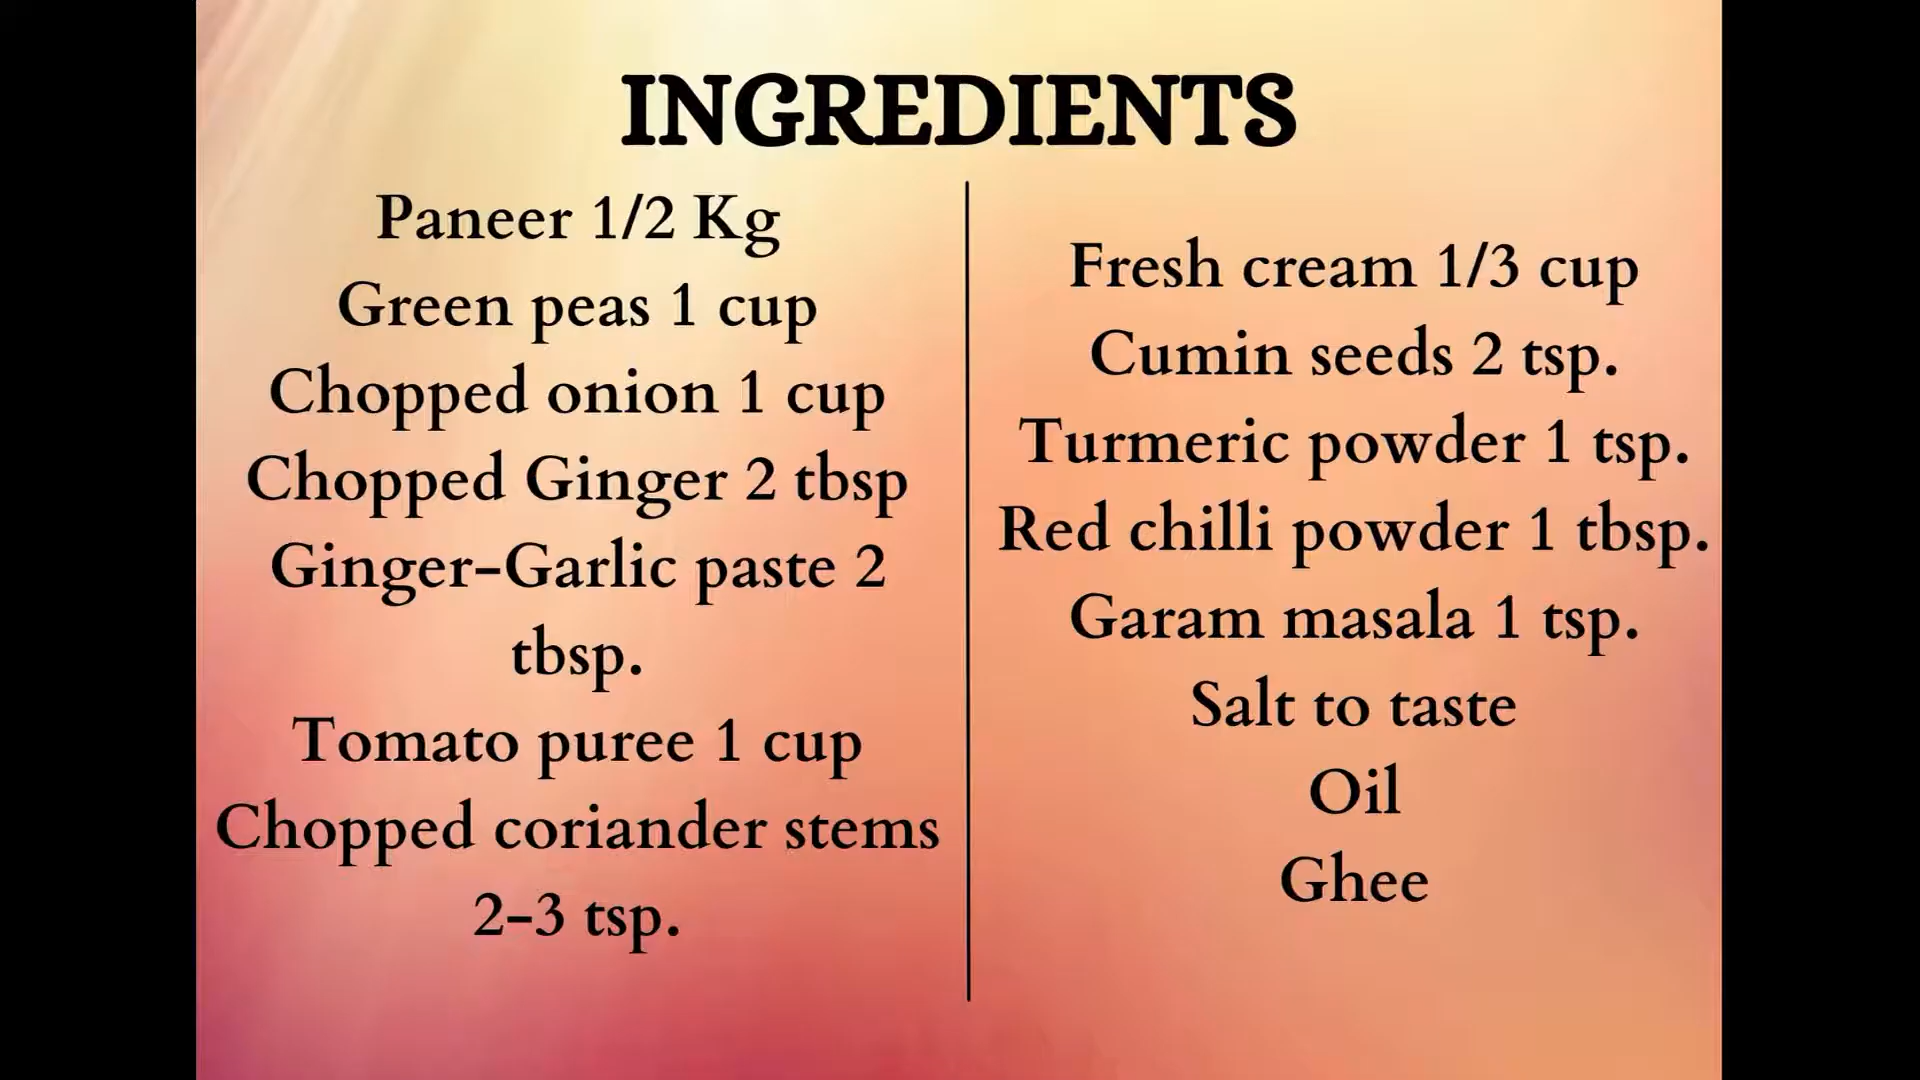 INGREDIENTS
Paneer 1/2 Kg
Green peas 1 cup
Chopped onion 1 cup
Chopped Ginger 2 tbsp
Ginger-Garlic paste 2
tbsp.
Tomato puree 1 cup
Chopped coriander stems
2-3 tsp.
Fresh cream 1/3 cup
Cumin seeds 2 tsp.
Turmeric powder 1 tsp.
Red chilli powder 1 tbsp.
Garam masala 1 tsp.
Salt to taste
Oil
Ghee